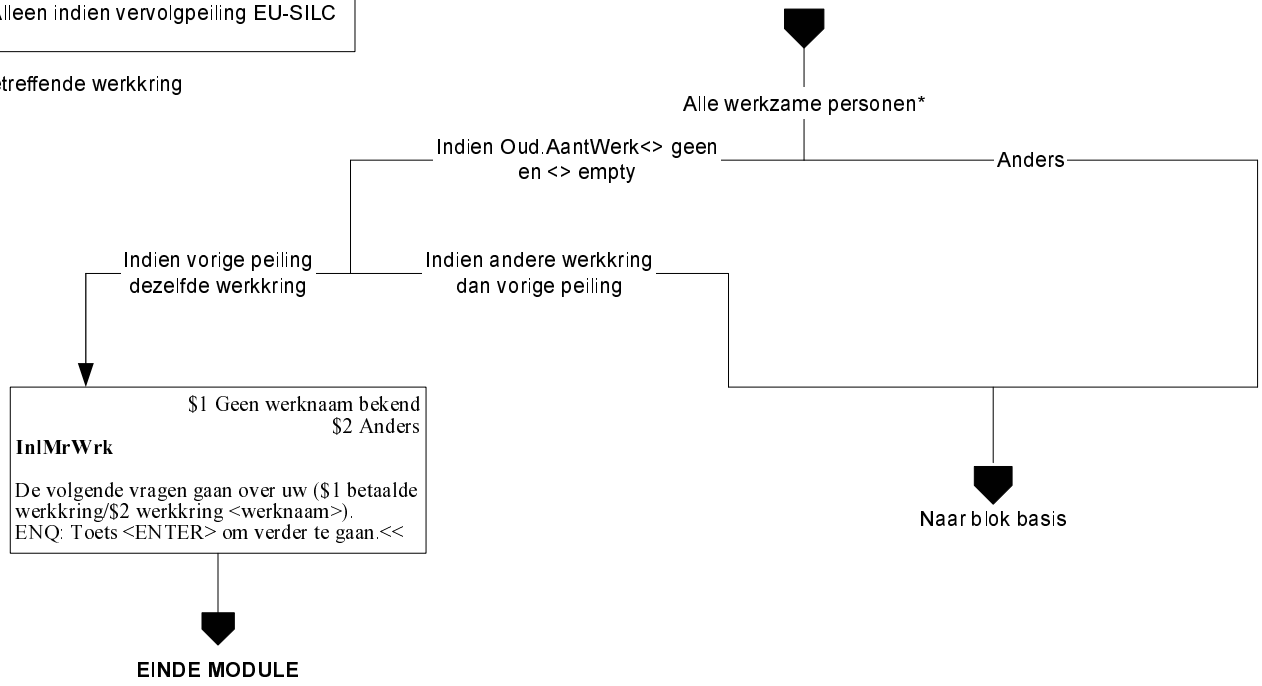 Alleen indien vervolgpeiling EU-SILC
etreffende werkkring
Alle werkzame personen*
Indien Oud.AantWerk<> geen
en <> empty
Anders
Indien vorige peiling
dezelfde werkkring
Indien andere werkkring
dan vorige peiling
$1 Geen werknaam bekend
$2 Anders
InlMrWrk
De volgende vragen gaan over uw ($1 betaalde
werkkring/$2 werkkring <werknaam>).
ENQ: Toets <ENTER> om verder te gaan.<<
Naar blok basis
EINDE MODULE